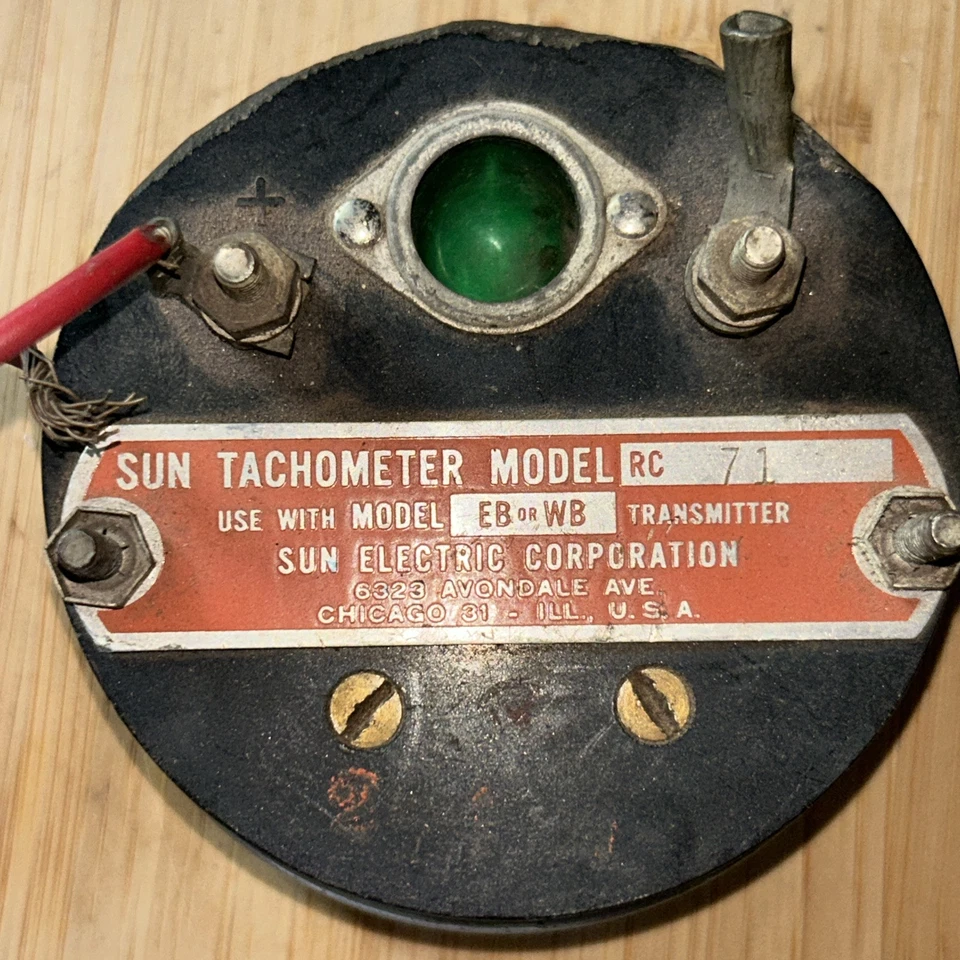 +
SUN TACHOMETER MODEL RC 71
USE WITH MODEL EB OR WB TRANSMITTER
SUN ELECTRIC CORPORATION
6323 AVONDALE AVE.
CHICAGO 31 - ILL., U.S.A.